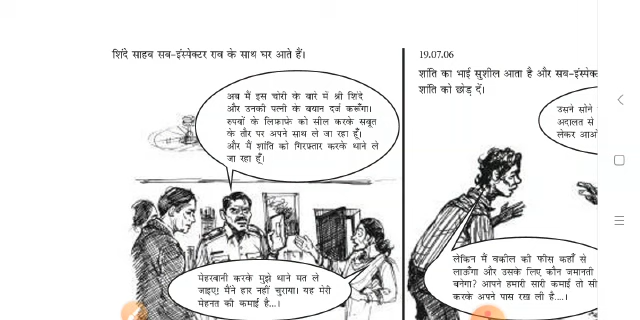 शिंदे साहब सब-इंस्पेक्टर राव के साथ घर आते हैं।
अब मैं इस चोरी के बारे में श्री शिंदे
और उनकी पत्नी के बयान दर्ज करूँगा।
रुपयों के लिफ़ाफ़े को सील करके सबूत
के तौर पर अपने साथ ले जा रहा हूँ।
और मैं शांति को गिरफ़्तार करके थाने ले
जा रहा हूँ।
मेहरबानी करके मुझे थाने मत ले
जाइए! मैंने हार नहीं चुराया। यह मेरी
मेहनत की कमाई है...।
19.07.06
शांति का भाई सुशील आता है और सब-इंस्पेक
शांति को छोड़ दें।
उसने सोने
अदालत से
लेकर आओ
लेकिन मैं वकील की फ़ीस कहाँ से
लाऊँगा और उसके लिए कौन जमानती
बनेगा? आपने हमारी सारी कमाई तो सी
करके अपने पास रख ली है....।